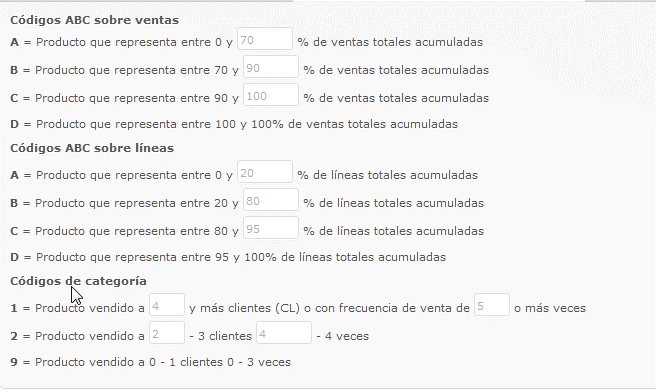 Códigos ABC sobre ventas
A = Producto que representa entre 0 y 70 % de ventas totales acumuladas
B = Producto que representa entre 70 y 90 % de ventas totales acumuladas
C = Producto que representa entre 90 y 100 % de ventas totales acumuladas
D = Producto que representa entre 100 y 100% de ventas totales acumuladas
Códigos ABC sobre líneas
A = Producto que representa entre 0 y 20 % de líneas totales acumuladas
B = Producto que representa entre 20 y 80 % de líneas totales acumuladas
C = Producto que representa entre 80 y 95 % de líneas totales acumuladas
D = Producto que representa entre 95 y 100% de líneas totales acumuladas
Códigos de categoría
1 = Producto vendido a 4 y más clientes (CL) o con frecuencia de venta de 5 o más veces
2 = Producto vendido a 2 - 3 clientes 4 - 4 veces
9 = Producto vendido a 0 - 1 clientes 0 - 3 veces